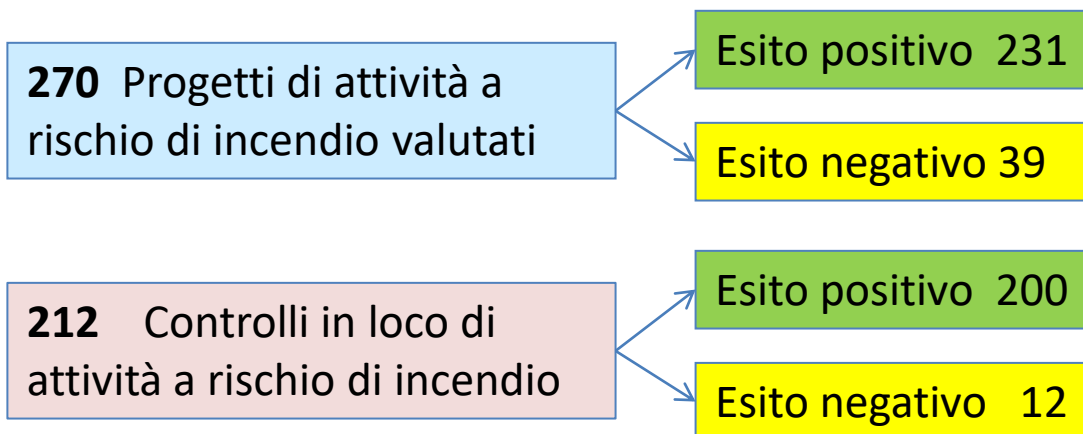 270 Progetti di attività a
rischio di incendio valutati
Esito positivo 231
Esito negativo 39
212 Controlli in loco di
attività a rischio di incendio
Esito positivo 200
Esito negativo 12